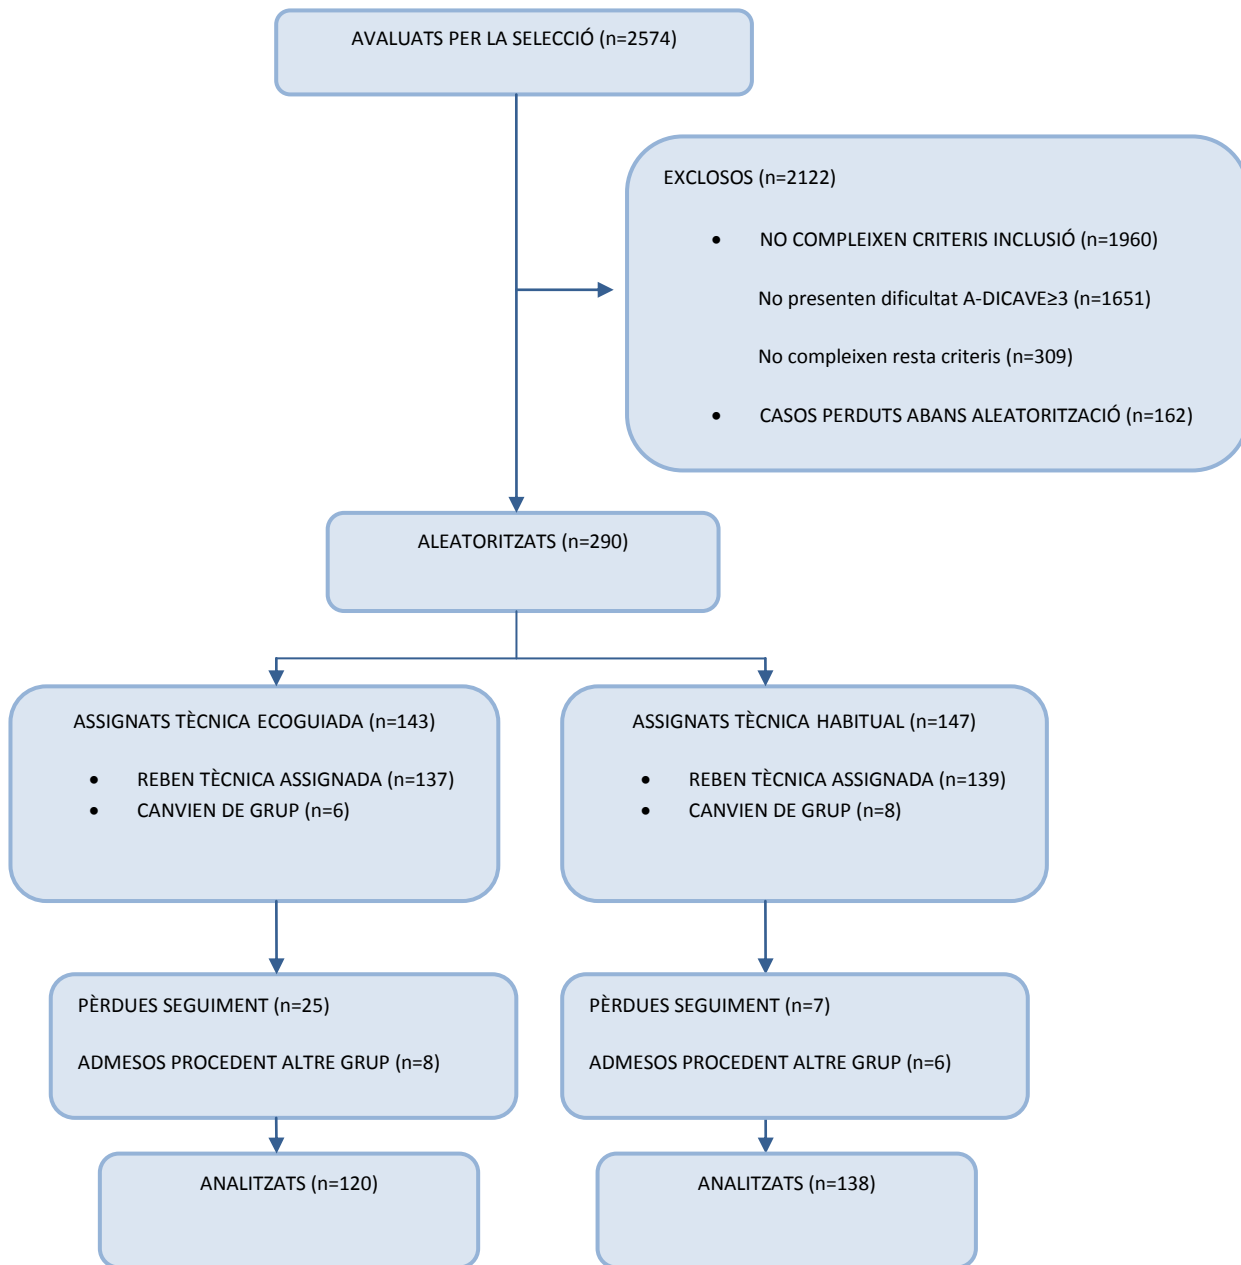 AVALUATS PER LA SELECCIÓ (n=2574)
EXCLOSOS (n=2122)
• NO COMPLEIXEN CRITERIS INCLUSIÓ (n=1960)
No presenten dificultat A-DICAVE≥3 (n=1651)
No compleixen resta criteris (n=309)
• CASOS PERDUTS ABANS ALEATORITZACIÓ (n=162)
ALEATORITZATS (n=290)
ASSIGNATS TÈCNICA ECOGUIADA (n=143)
• REBEN TÈCNICA ASSIGNADA (n=137)
• CANVIEN DE GRUP (n=6)
ASSIGNATS TÈCNICA HABITUAL (n=147)
• REBEN TÈCNICA ASSIGNADA (n=139)
• CANVIEN DE GRUP (n=8)
PÈRDUES SEGUIMENT (n=25)
ADMESOS PROCEDENT ALTRE GRUP (n=8)
PÈRDUES SEGUIMENT (n=7)
ADMESOS PROCEDENT ALTRE GRUP (n=6)
ANALITZATS (n=120)
ANALITZATS (n=138)